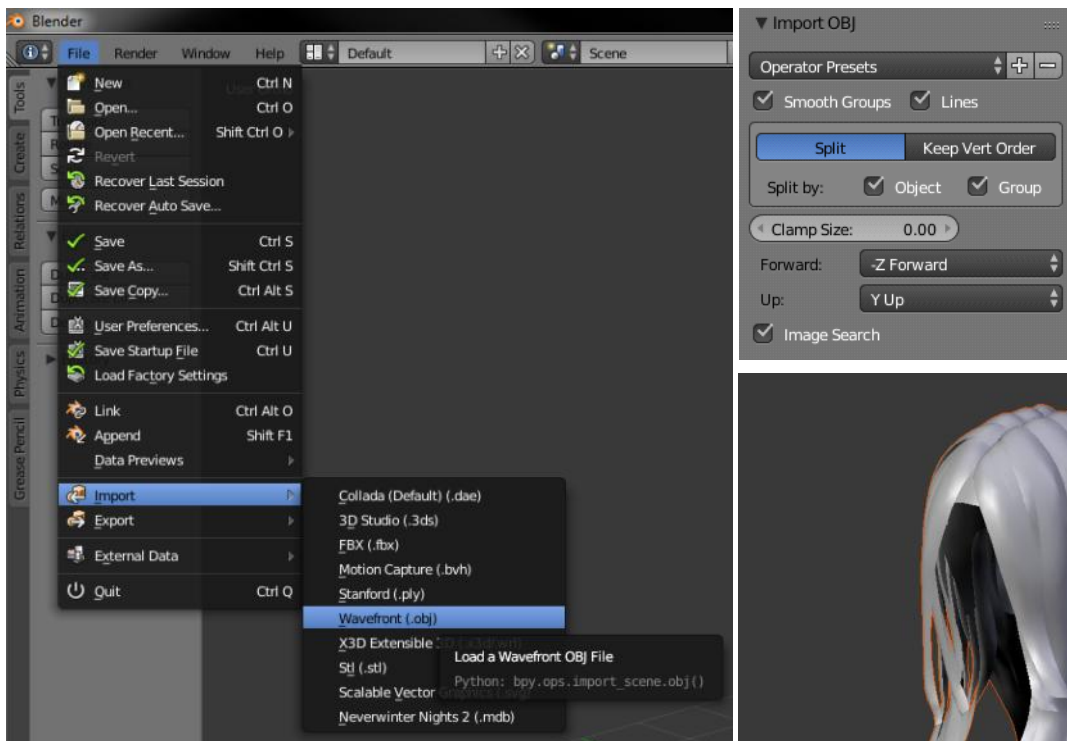 Blender
File Render Window Help Default Scene
Tools
Create
Relations
Animation
Physics
Grease Pencil
New Ctrl N
Open... Ctrl O
Open Recent... Shift Ctrl O
Revert
Recover Last Session
Recover Auto Save...
Save Ctrl S
Save As... Shift Ctrl S
Save Copy... Ctrl Alt S
User Preferences... Ctrl Alt U
Save Startup File Ctrl U
Load Factory Settings
Link Ctrl Alt O
Append Shift F1
Data Previews
Import
Export
External Data
Quit Ctrl Q
Collada (Default) (.dae)
3D Studio (.3ds)
FBX (.fbx)
Motion Capture (.bvh)
Stanford (.ply)
Wavefront (.obj)
X3D Extensible 3D (.x3d/.wrl)
Stl (.stl)
Scalable Vector Graphics (.svg)
Neverwinter Nights 2 (.mdb)
Load a Wavefront OBJ File
Python: bpy.ops.import_scene.obj()
Import OBJ
Operator Presets
Smooth Groups Lines
Split Keep Vert Order
Split by: Object Group
Clamp Size: 0.00
Forward: -Z Forward
Up: Y Up
Image Search